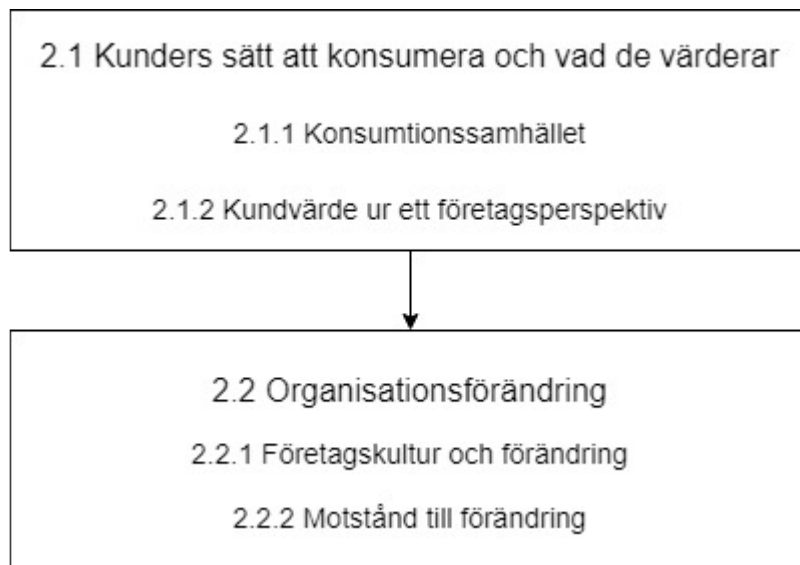 2.1 Kunders sätt att konsumera och vad de värderar
2.1.1 Konsumtionssamhället
2.1.2 Kundvärde ur ett företagsperspektiv
2.2 Organisationsförändring
2.2.1 Företagskultur och förändring
2.2.2 Motstånd till förändring